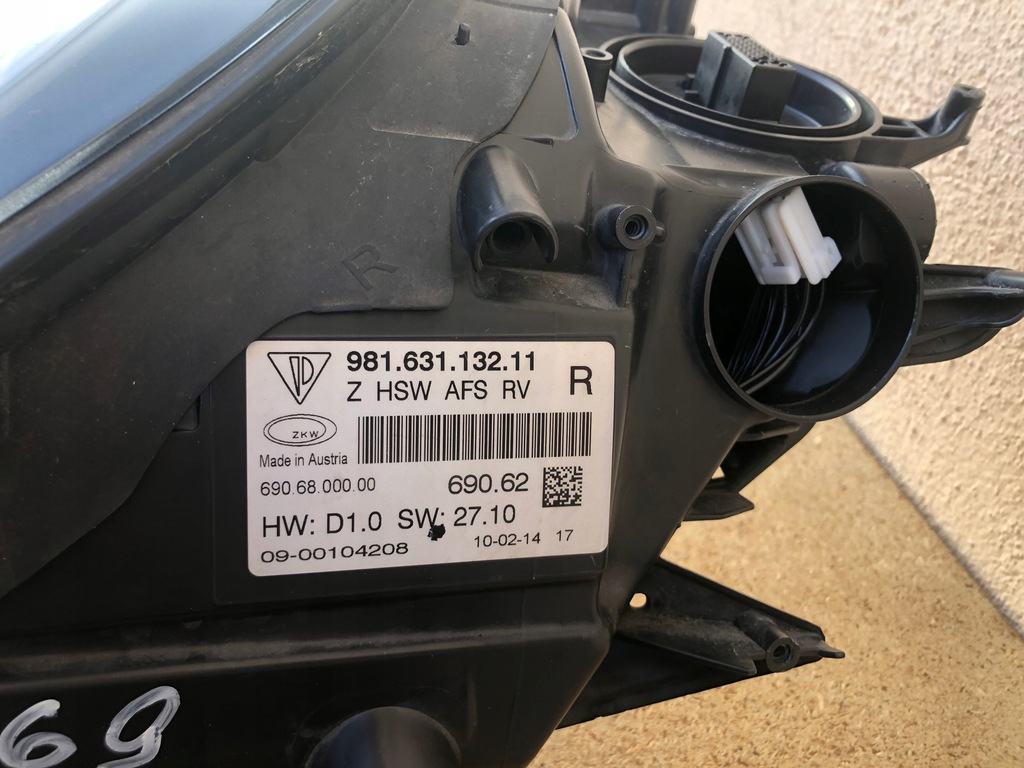 R
981.631.132.11
Z HSW AFS RV R
ZKW
Made in Austria
690.68.000.00 690.62
HW: D1.0 SW: 27.10
09-00104208 10-02-14 17
69